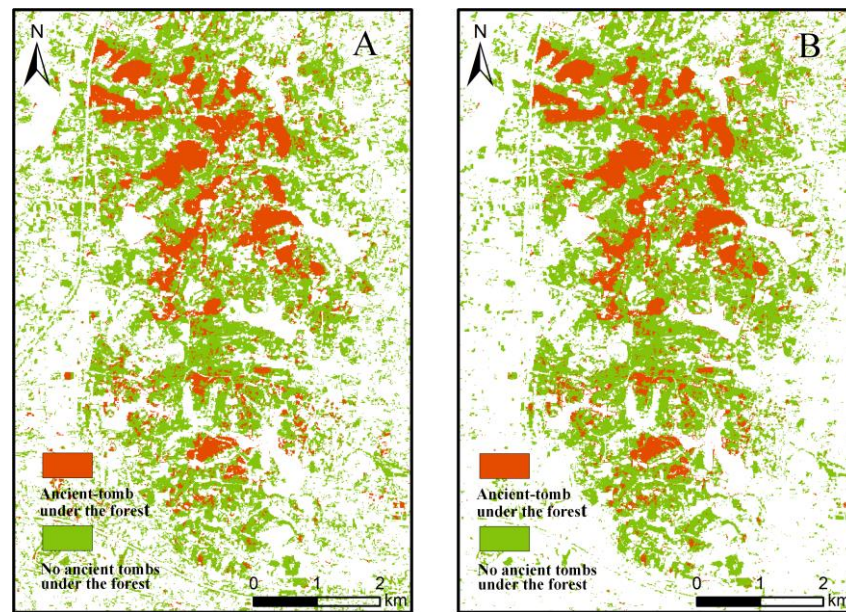 N
A
Ancient-tomb
under the forest
No ancient tombs
under the forest
0 1 2
km
N
B
Ancient-tomb
under the forest
No ancient tombs
under the forest
0 1 2
km